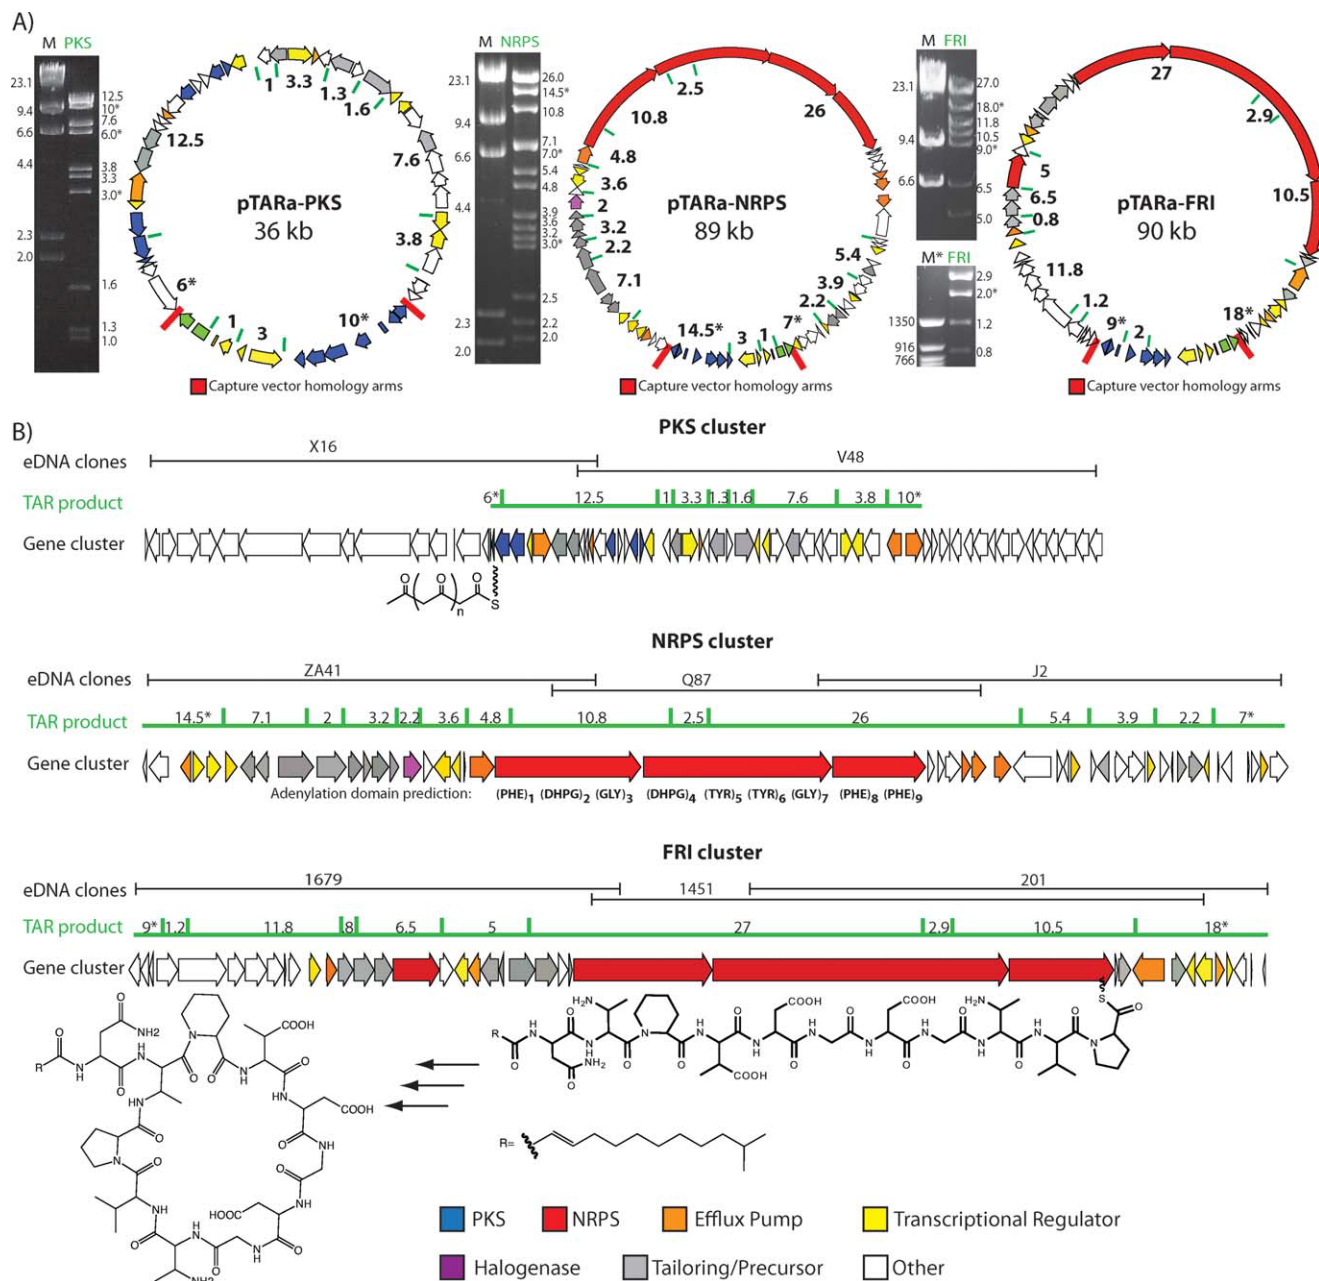 A)
M PKS
23.1
9.4
6.6
4.4
2.3
2.0
12.5
10*
7.6
6.0*
3.8
3.3
3.0*
1.6
1.3
1.0
pTARa-PKS
36 kb
1
3.3
1.3
1.6
7.6
3.8
10*
3
1
6*
12.5
Capture vector homology arms
M NRPS
23.1
9.4
6.6
4.4
2.3
2.0
26.0
14.5*
10.8
7.1
7.0*
5.4
4.8
3.9
3.6
3.2
3.0*
2.5
2.2
2.0
pTARa-NRPS
89 kb
2.5
26
5.4
3.9
2.2
7*
1
3
14.5*
7.1
2.2
3.2
2
3.6
4.8
10.8
Capture vector homology arms
M FRI
23.1
9.4
6.6
27.0
18.0*
11.8
10.5
9.0*
6.5
5.0
M* FRI
1350
916
766
2.9
2.0*
1.2
0.8
pTARa-FRI
90 kb
27
2.9
10.5
18*
2
9*
1.2
11.8
0.8
6.5
5
Capture vector homology arms
B)
PKS cluster
eDNA clones
X16
V48
TAR product
6* 12.5 1 3.3 1.3 1.6 7.6 3.8 10*
Gene cluster
O O O
S
n
NRPS cluster
eDNA clones
ZA41
Q87
J2
TAR product
14.5* 7.1 2 3.2 2.2 3.6 4.8 10.8 2.5 26 5.4 3.9 2.2 7*
Gene cluster
Adenylation domain prediction: (PHE)1 (DHPG)2 (GLY)3 (DHPG)4 (TYR)5 (TYR)6 (GLY)7 (PHE)8 (PHE)9
FRI cluster
eDNA clones
1679
1451
201
TAR product
9* 1.2 11.8 .8 6.5 5 27 2.9 10.5 18*
Gene cluster
R=
PKS
NRPS
Efflux Pump
Transcriptional Regulator
Halogenase
Tailoring/Precursor
Other